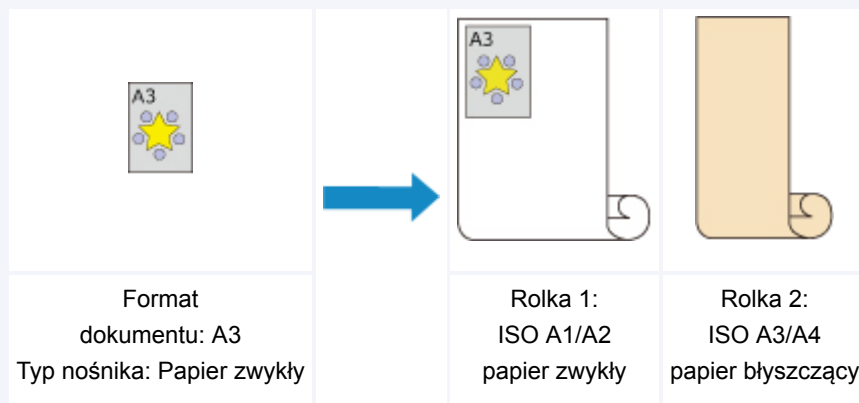 A3
A3
Format
dokumentu: A3
Typ nośnika: Papier zwykły
Rolka 1:
ISO A1/A2
papier zwykły
Rolka 2:
ISO A3/A4
papier błyszczący